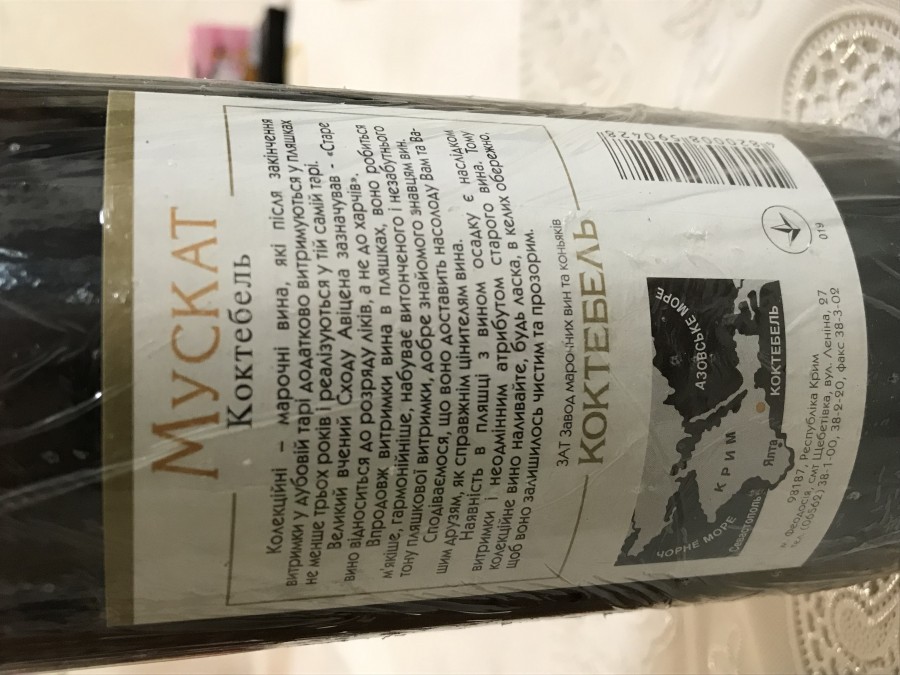 МУСКАТ
Коктебель
Колекційні – марочні вина, які після закінчення
витримки у дубовій тарі додатково витримуються у пляшках
не менше трьох років і реалізуються у тій самій тарі.
Великий вчений Сходу Авіцена зазначував - «Старе
вино відноситься до розряду ліків, а не до харчів».
Впродовж витримки вина в пляшках, воно робиться
м'якіше, гармонійніше, набуває витонченого і незабутнього
тону пляшкової витримки, добре знайомого знавцям вин.
Сподіваємося, що воно доставить насолоду Вам та Ва-
шим друзям, як справжнім цінителям вина.
Наявність в пляшці з вином осадку є наслідком
витримки і неодмінним атрибутом старого вина. Тому
колекційне вино наливайте, будь ласка, в келих обережно,
щоб воно залишилось чистим та прозорим.
ЗАТ Завод марочних вин та коньяків
КОКТЕБЕЛЬ
4820008590428
019
АЗОВСЬКЕ МОРЕ
КРИМ
КОКТЕБЕЛЬ
Ялта
Севастополь
ЧОРНЕ МОРЕ
98187, Республіка Крим
м. Феодосія, смт Щебетівка, вул. Леніна, 27
тел. (06562) 38-1-00, 38-2-20, факс 38-3-02